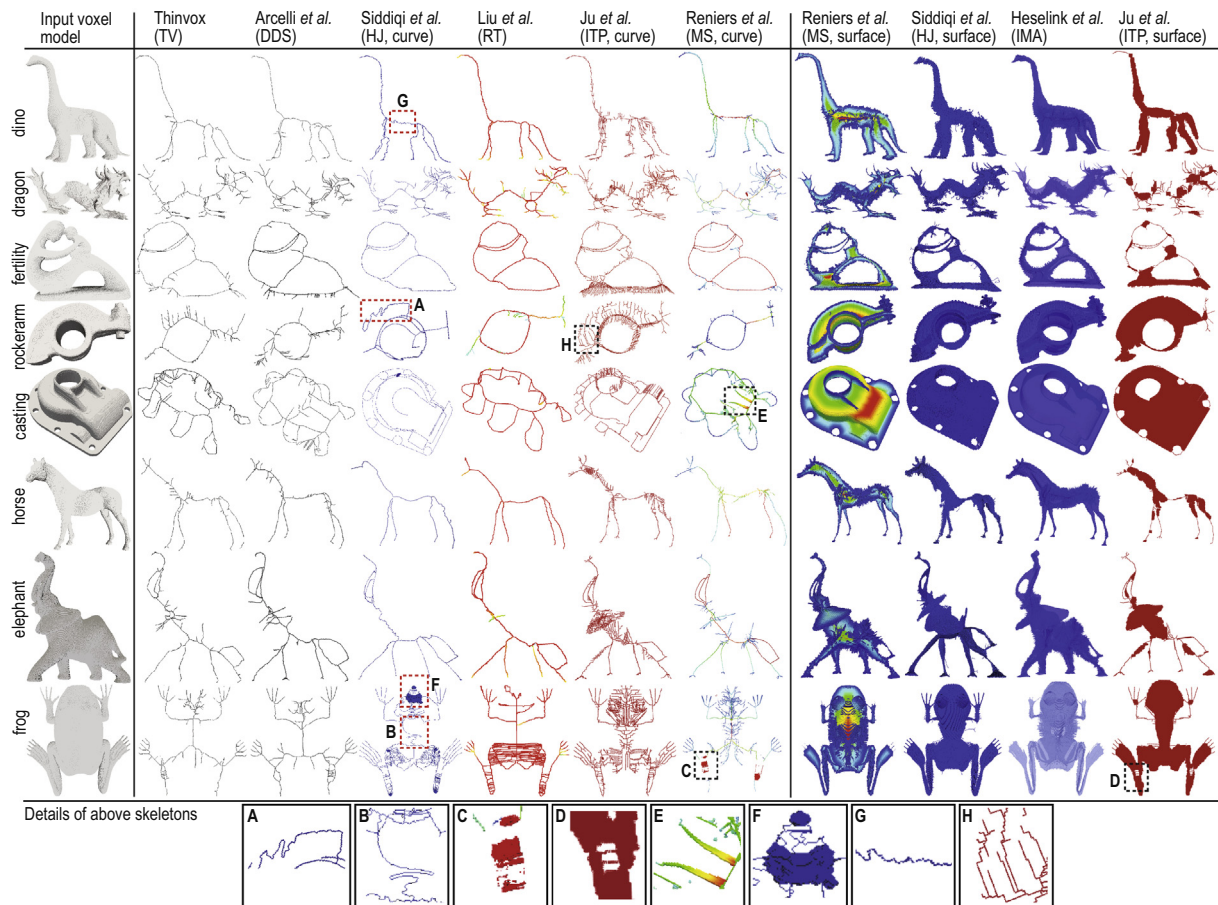 Input voxel model
Thinvox (TV)
Arcelli et al. (DDS)
Siddiqi et al. (HJ, curve)
Liu et al. (RT)
Ju et al. (ITP, curve)
Reniers et al. (MS, curve)
Reniers et al. (MS, surface)
Siddiqi et al. (HJ, surface)
Heselink et al. (IMA)
Ju et al. (ITP, surface)
dino
G
dragon
fertility
rockerarm
A
H
casting
E
horse
elephant
frog
F
B
C
D
Details of above skeletons
A
B
C
D
E
F
G
H